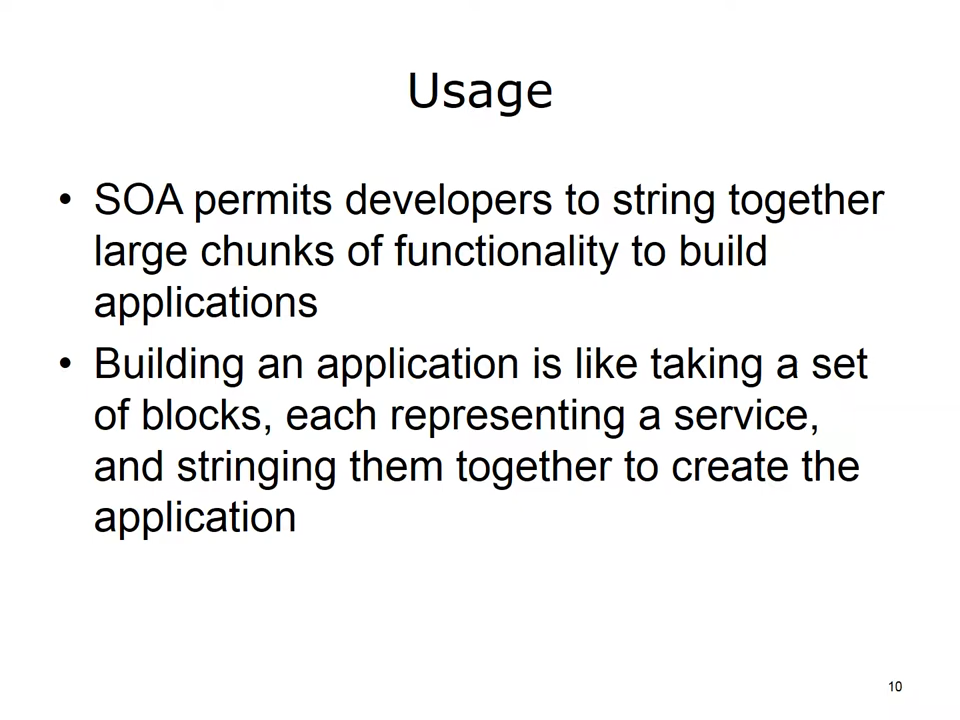 Usage
• SOA permits developers to string together
large chunks of functionality to build
applications
• Building an application is like taking a set
of blocks, each representing a service,
and stringing them together to create the
application
10